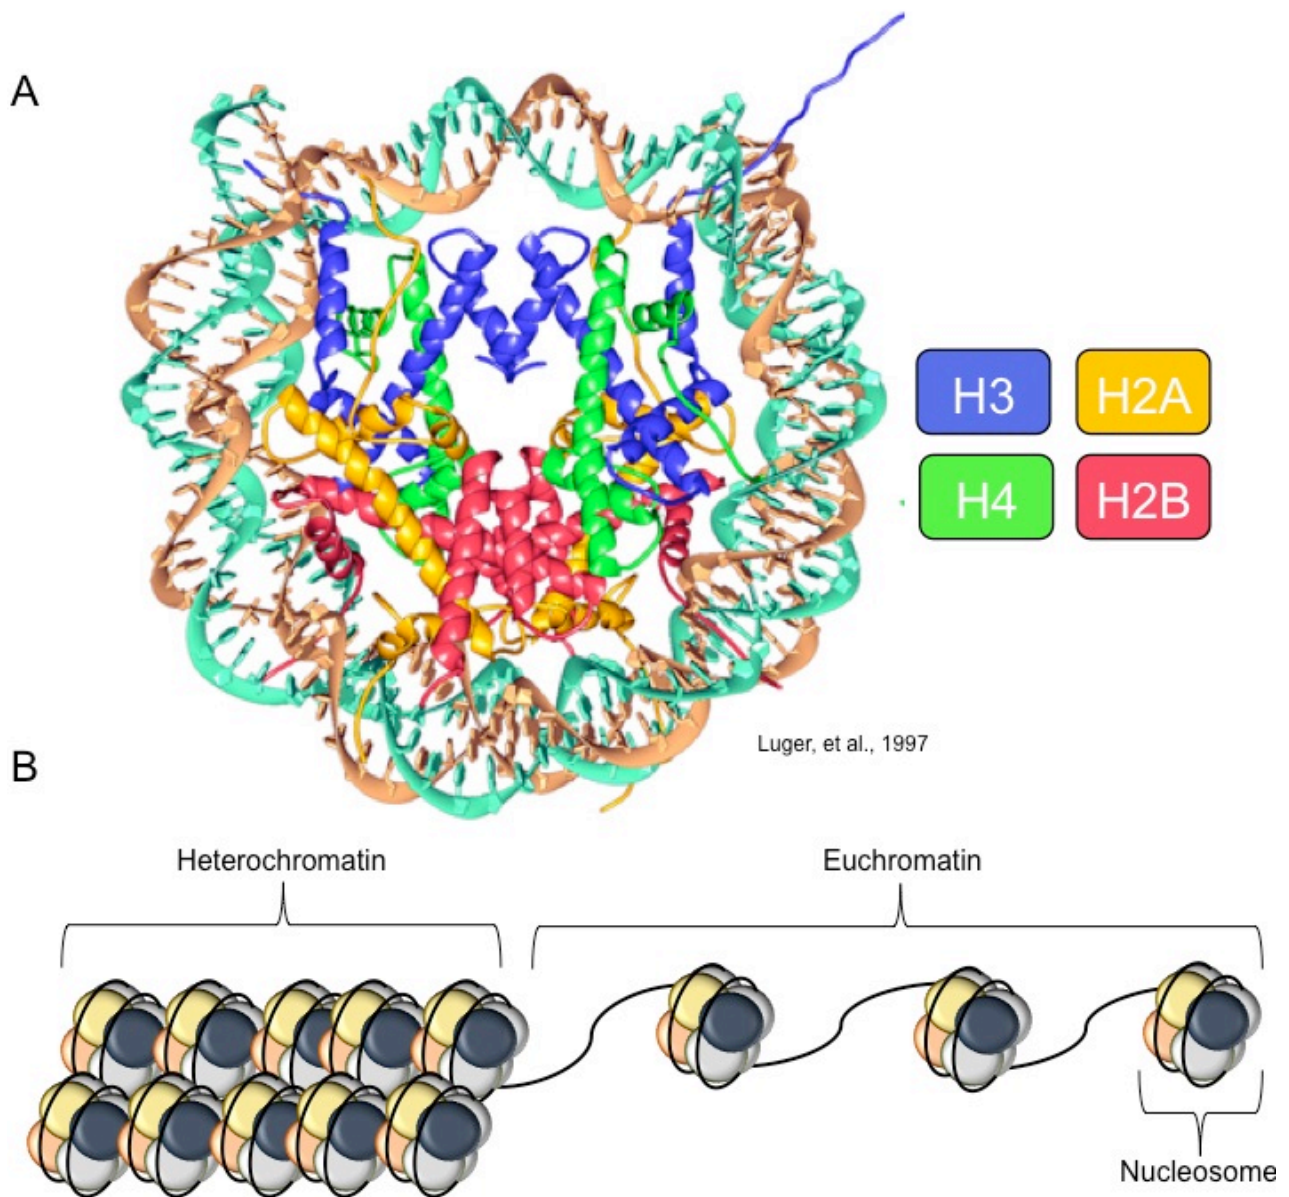 A
H3 H2A
H4 H2B
Luger, et al., 1997
B
Heterochromatin Euchromatin
Nucleosome